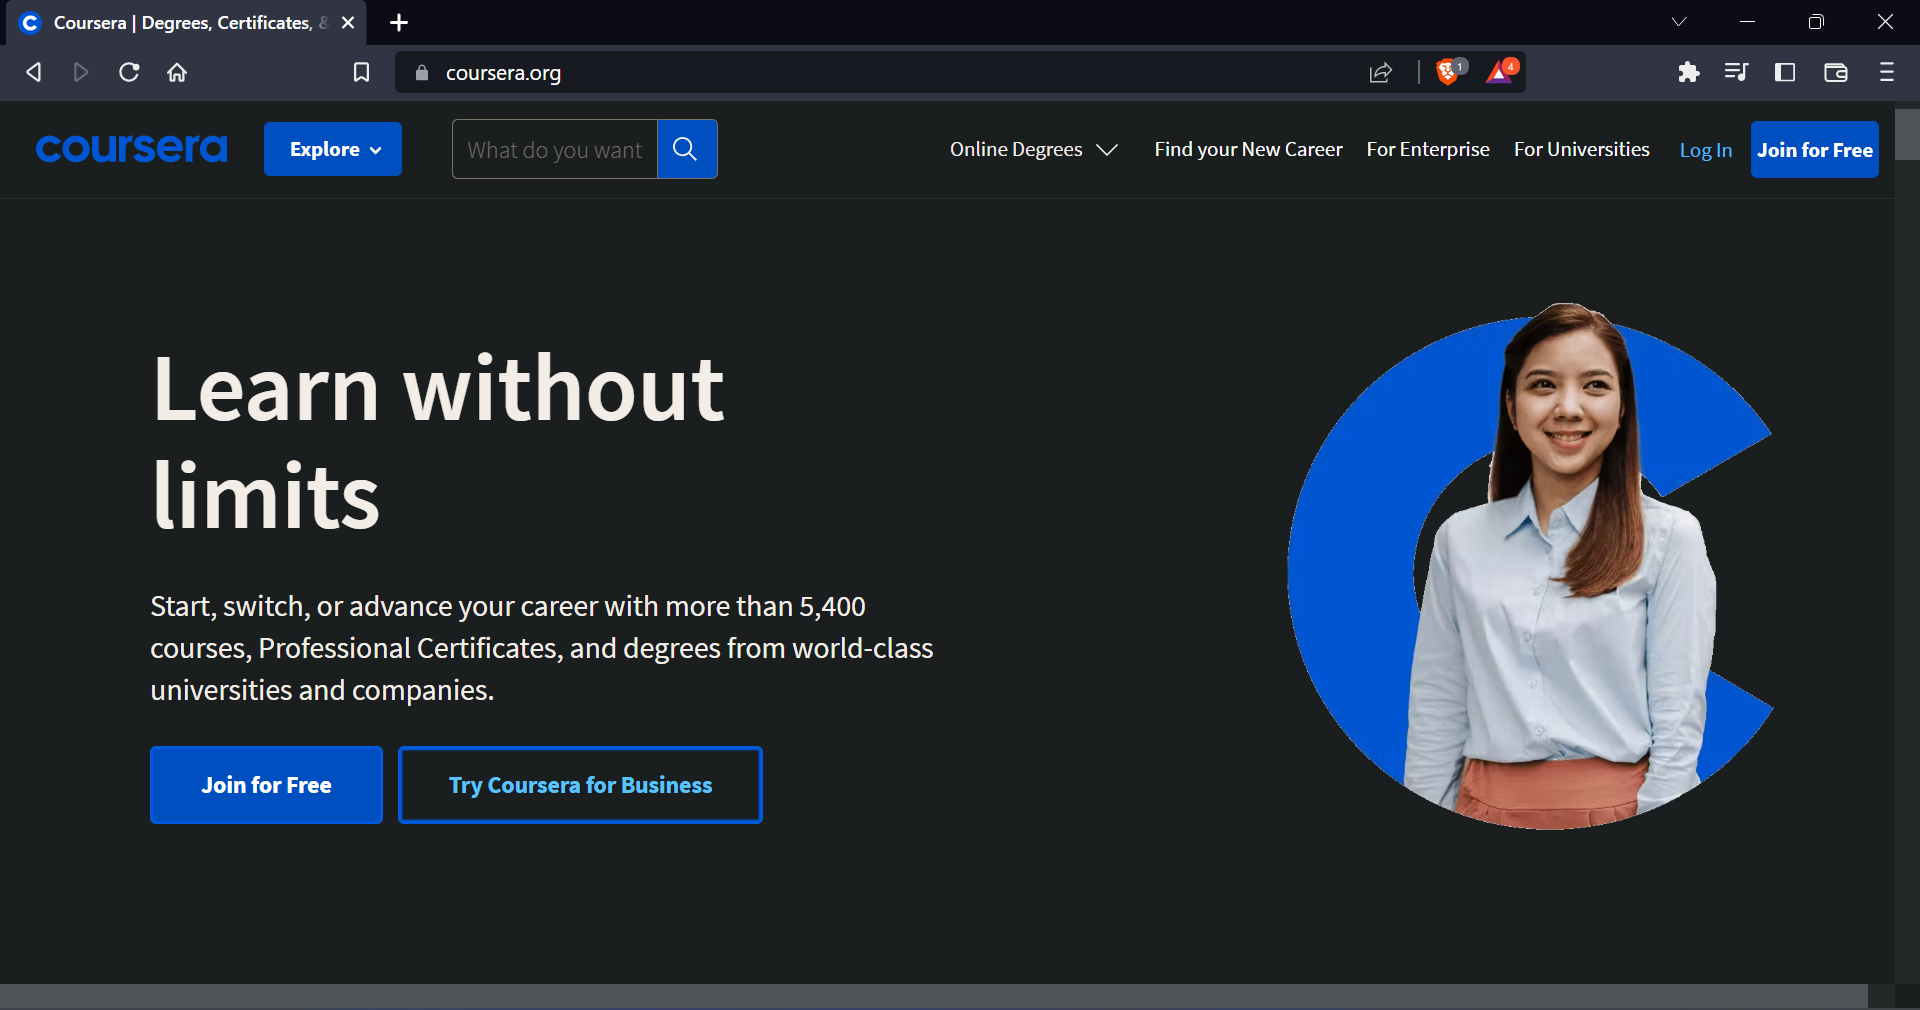 Coursera | Degrees, Certificates, &
coursera.org
1
4
coursera
Explore
What do you want
Online Degrees
Find your New Career
For Enterprise
For Universities
Log In
Join for Free
Learn without
limits
Start, switch, or advance your career with more than 5,400
courses, Professional Certificates, and degrees from world-class
universities and companies.
Join for Free
Try Coursera for Business